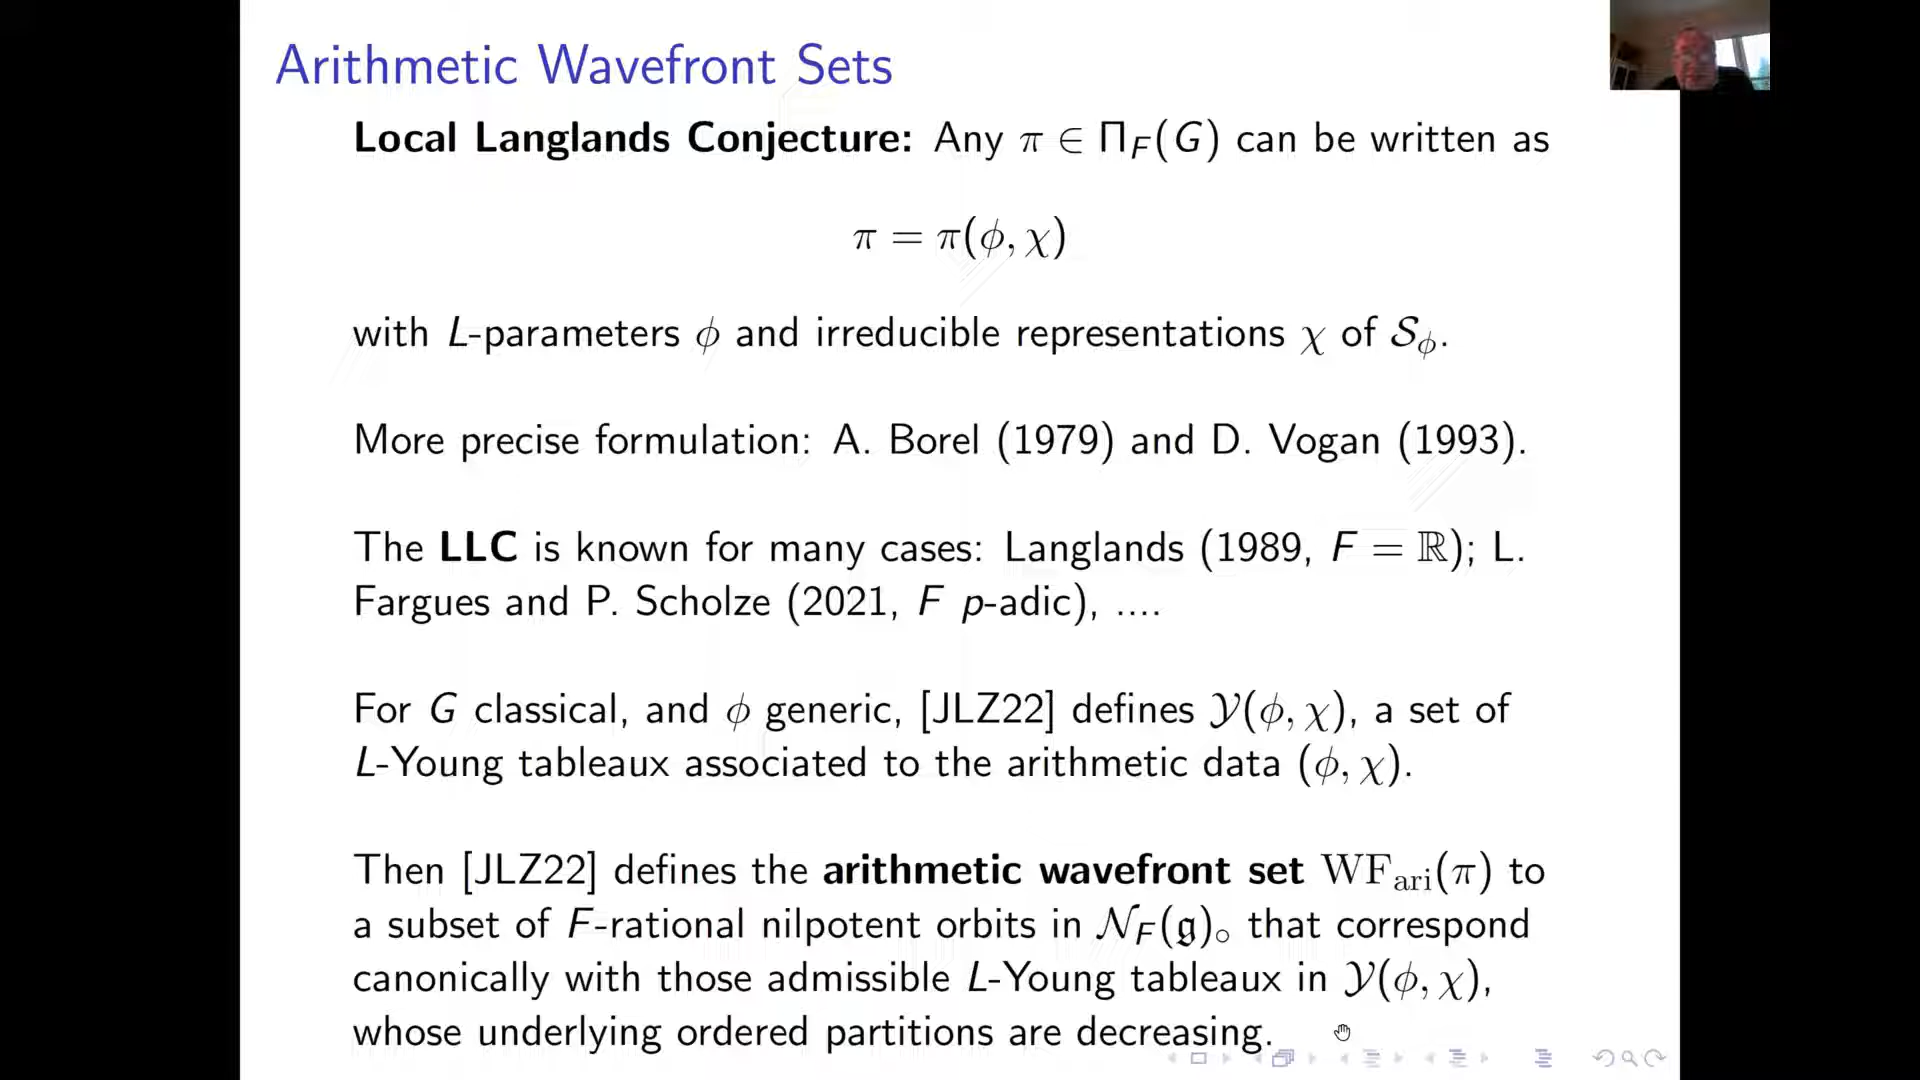 Arithmetic Wavefront Sets
Local Langlands Conjecture: Any π ∈ Π_F(G) can be written as
π = π(ϕ, χ)
with L-parameters ϕ and irreducible representations χ of 𝒮_ϕ.
More precise formulation: A. Borel (1979) and D. Vogan (1993).
The LLC is known for many cases: Langlands (1989, F = ℝ); L.
Fargues and P. Scholze (2021, F p-adic), ....
For G classical, and ϕ generic, [JLZ22] defines 𝒴(ϕ, χ), a set of
L-Young tableaux associated to the arithmetic data (ϕ, χ).
Then [JLZ22] defines the arithmetic wavefront set WF_ari(π) to
a subset of F-rational nilpotent orbits in 𝒩_F(𝔤)_∘ that correspond
canonically with those admissible L-Young tableaux in 𝒴(ϕ, χ),
whose underlying ordered partitions are decreasing.